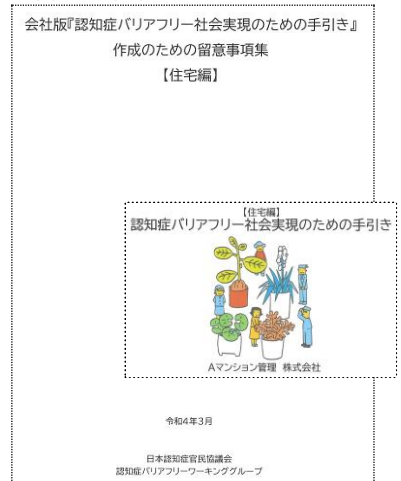 会社版『認知症バリアフリー社会実現のための手引き』
作成のための留意事項集
【住宅編】
【住宅編】
認知症バリアフリー社会実現のための手引き
Aマンション管理 株式会社
令和4年3月
日本認知症官民協議会
認知症バリアフリーワーキンググループ